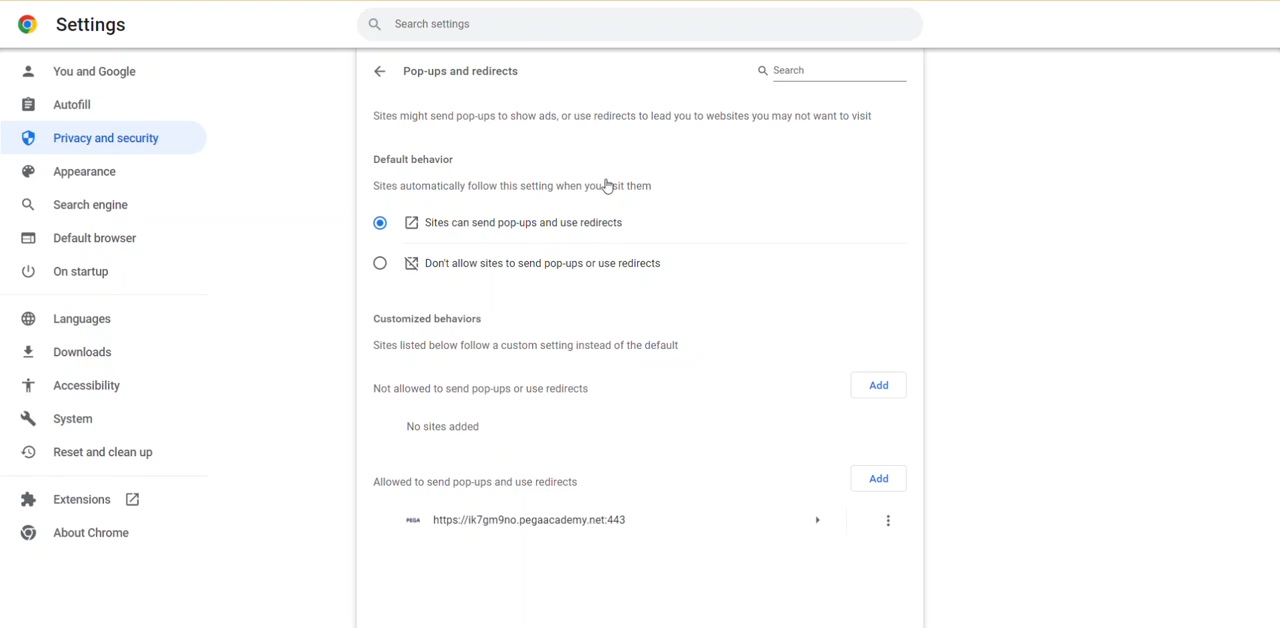 Settings
Search settings
You and Google
Autofill
Privacy and security
Appearance
Search engine
Default browser
On startup
Languages
Downloads
Accessibility
System
Reset and clean up
Extensions
About Chrome
Pop-ups and redirects
Search
Sites might send pop-ups to show ads, or use redirects to lead you to websites you may not want to visit
Default behavior
Sites automatically follow this setting when you visit them
Sites can send pop-ups and use redirects
Don't allow sites to send pop-ups or use redirects
Customized behaviors
Sites listed below follow a custom setting instead of the default
Not allowed to send pop-ups or use redirects
Add
No sites added
Allowed to send pop-ups and use redirects
Add
PEGA https://ik7gm9no.pegaacademy.net:443